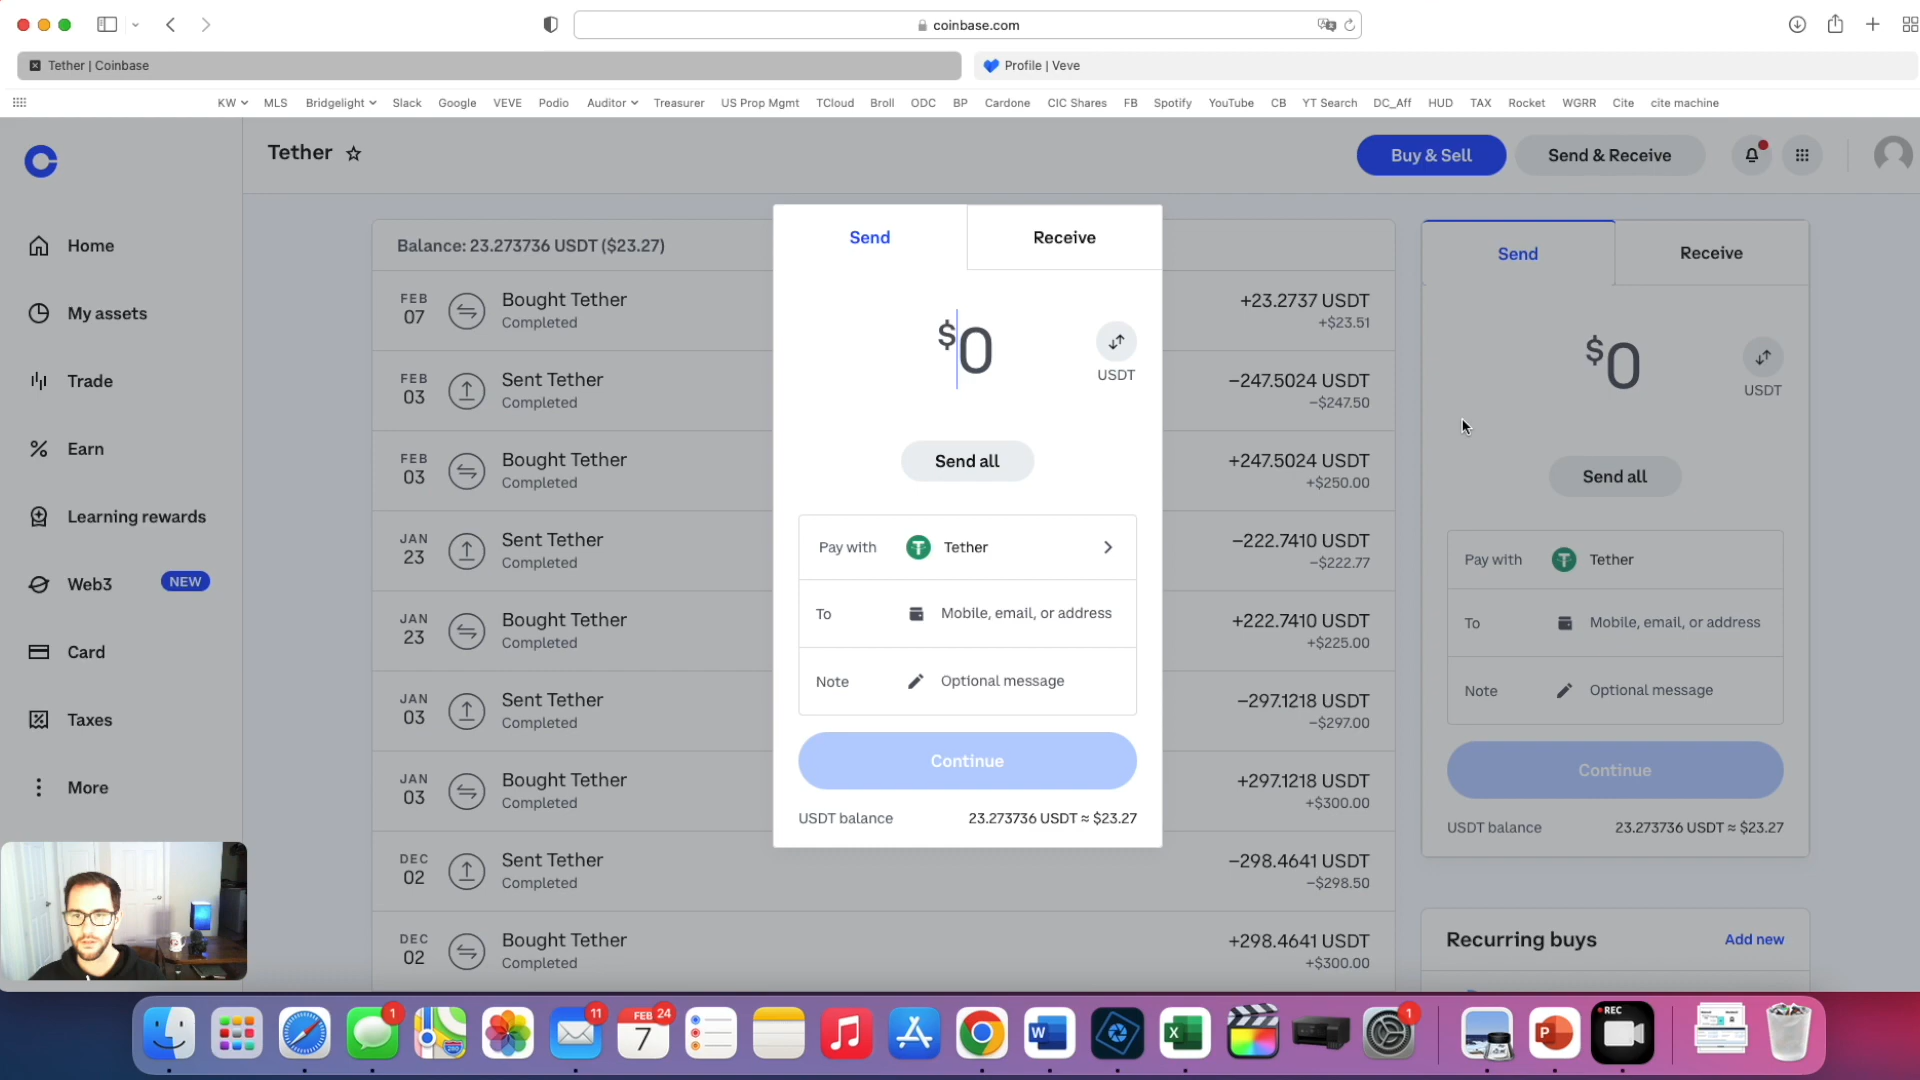 coinbase.com
Tether | Coinbase
Profile | Veve
KW MLS Bridgelight Slack Google VEVE Podio Auditor Treasurer US Prop Mgmt TCloud Broll ODC BP Cardone CIC Shares FB Spotify YouTube CB YT Search DC_Aff HUD TAX Rocket WGRR Cite cite machine
Tether
Buy & Sell
Send & Receive
Home
My assets
Trade
Earn
Learning rewards
Web3 NEW
Card
Taxes
More
Balance: 23.273736 USDT ($23.27)
FEB 07 Bought Tether +23.2737 USDT
Completed +$23.51
FEB 03 Sent Tether −247.5024 USDT
Completed −$247.50
FEB 03 Bought Tether +247.5024 USDT
Completed +$250.00
JAN 23 Sent Tether −222.7410 USDT
Completed −$222.77
JAN 23 Bought Tether +222.7410 USDT
Completed +$225.00
JAN 03 Sent Tether −297.1218 USDT
Completed −$297.00
JAN 03 Bought Tether +297.1218 USDT
Completed +$300.00
DEC 02 Sent Tether −298.4641 USDT
Completed −$298.50
DEC 02 Bought Tether +298.4641 USDT
Completed +$300.00
Send Receive
$0
USDT
Send all
Pay with Tether
To Mobile, email, or address
Note Optional message
Continue
USDT balance 23.273736 USDT ≈ $23.27
Send Receive
$0
USDT
Send all
Pay with Tether
To Mobile, email, or address
Note Optional message
Continue
USDT balance 23.273736 USDT ≈ $23.27
Recurring buys Add new
1
11
FEB 24
7
1
REC
W
X
P
280